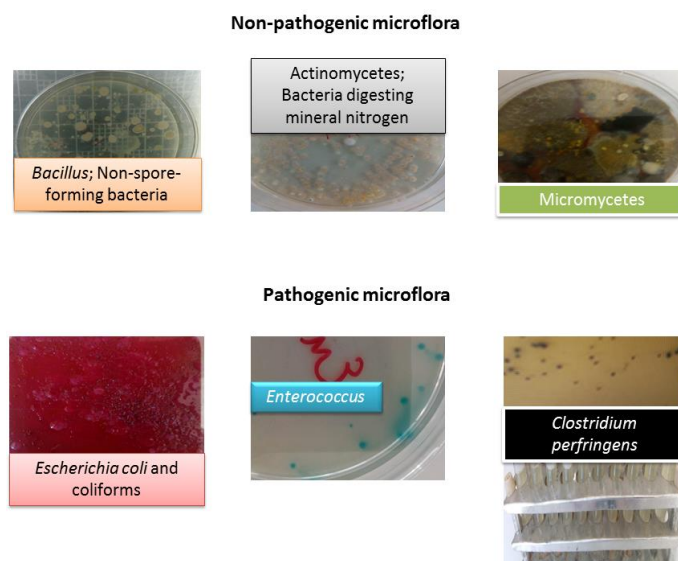 Non-pathogenic microflora
Actinomycetes;
Bacteria digesting
mineral nitrogen
Bacillus; Non-spore-
forming bacteria
Micromycetes
Pathogenic microflora
Enterococcus
Clostridium
perfringens
Escherichia coli and
coliforms